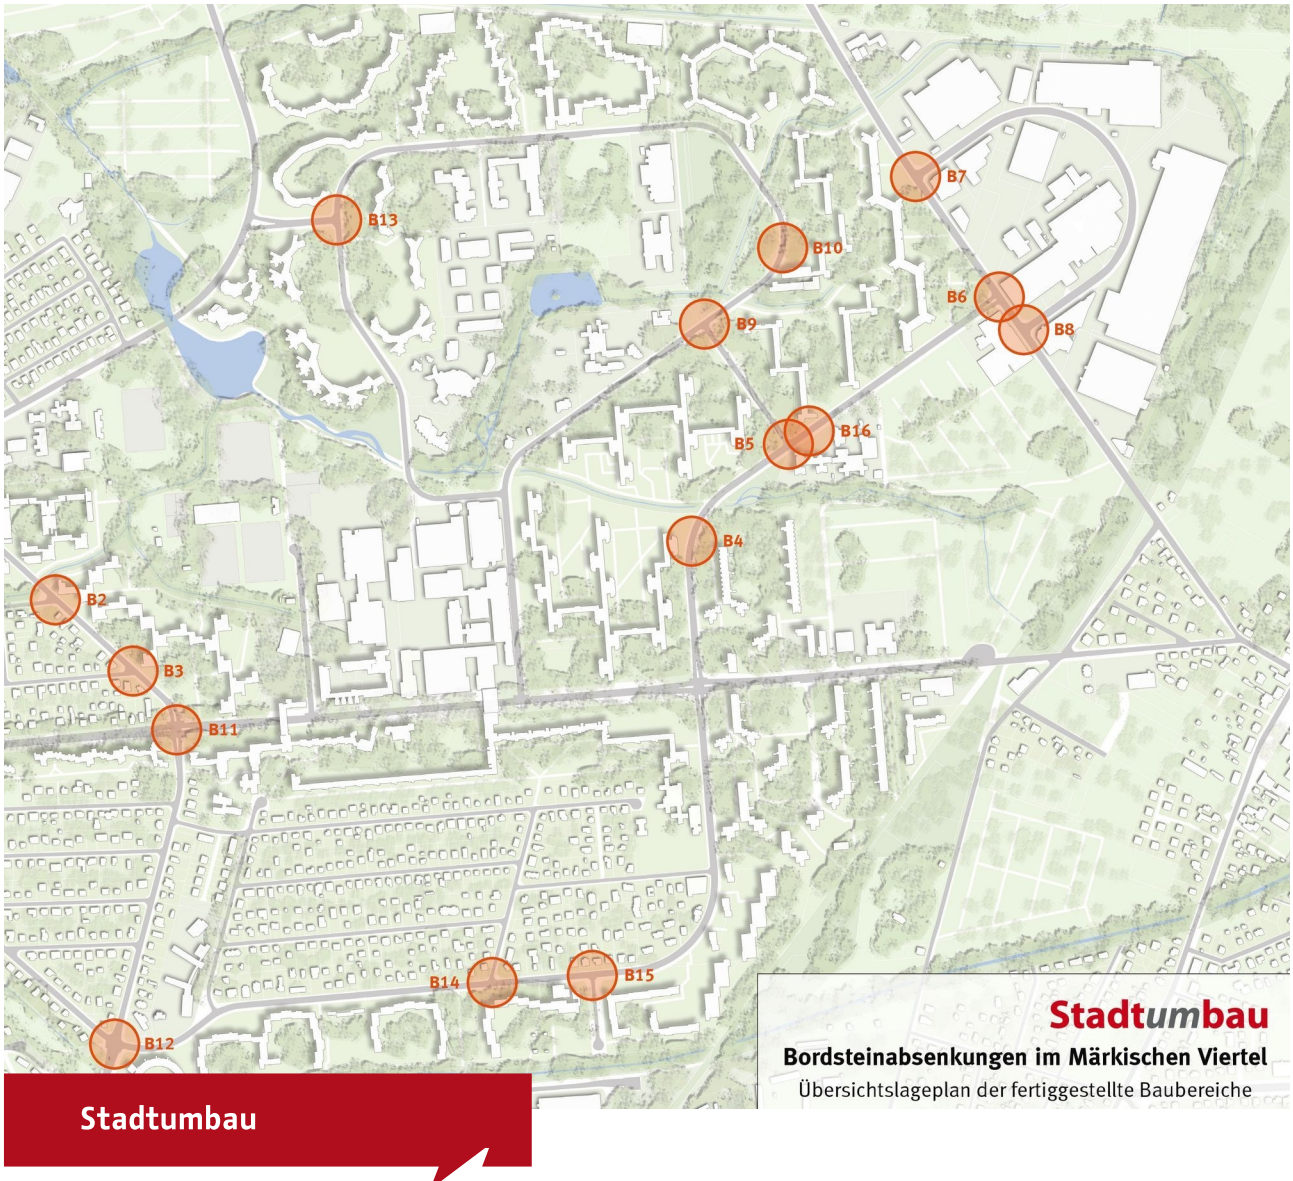 B7
B13
B10
B6
B9
B8
B16
B5
B4
B2
B3
B11
B14
B15
B12
Stadtumbau
Bordsteinabsenkungen im Märkischen Viertel
Übersichtslageplan der fertiggestellte Baubereiche
Stadtumbau